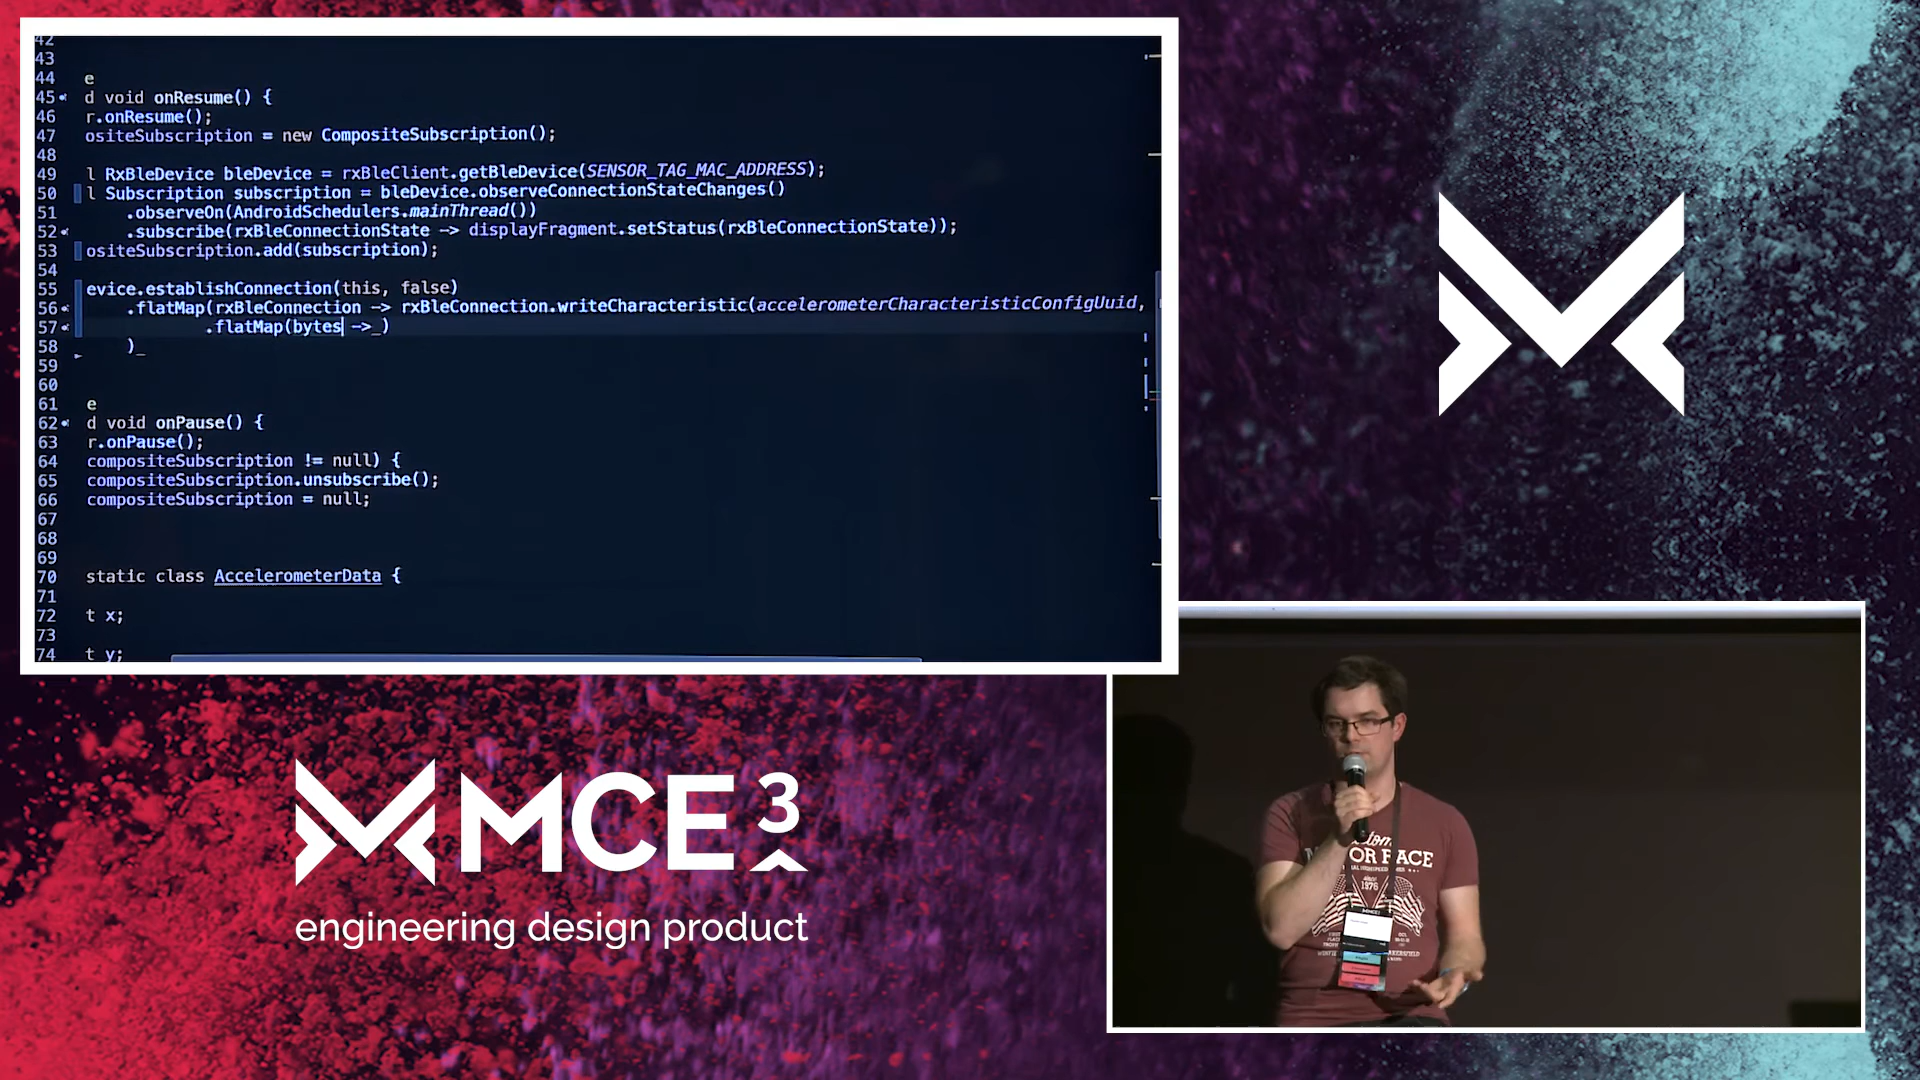 42
43
44 e
45 d void onResume() {
46 r.onResume();
47 ositeSubscription = new CompositeSubscription();
48
49 l RxBleDevice bleDevice = rxBleClient.getBleDevice(SENSOR_TAG_MAC_ADDRESS);
50 l Subscription subscription = bleDevice.observeConnectionStateChanges()
51 .observeOn(AndroidSchedulers.mainThread())
52 .subscribe(rxBleConnectionState -> displayFragment.setStatus(rxBleConnectionState));
53 ositeSubscription.add(subscription);
54
55 evice.establishConnection(this, false)
56 .flatMap(rxBleConnection -> rxBleConnection.writeCharacteristic(accelerometerCharacteristicConfigUuid,
57 .flatMap(bytes ->_)
58 )_
59
60
61 e
62 d void onPause() {
63 r.onPause();
64 compositeSubscription != null) {
65 compositeSubscription.unsubscribe();
66 compositeSubscription = null;
67
68
69
70 static class AccelerometerData {
71
72 t x;
73
74 t y;
MCE3
engineering design product
RACE
1976